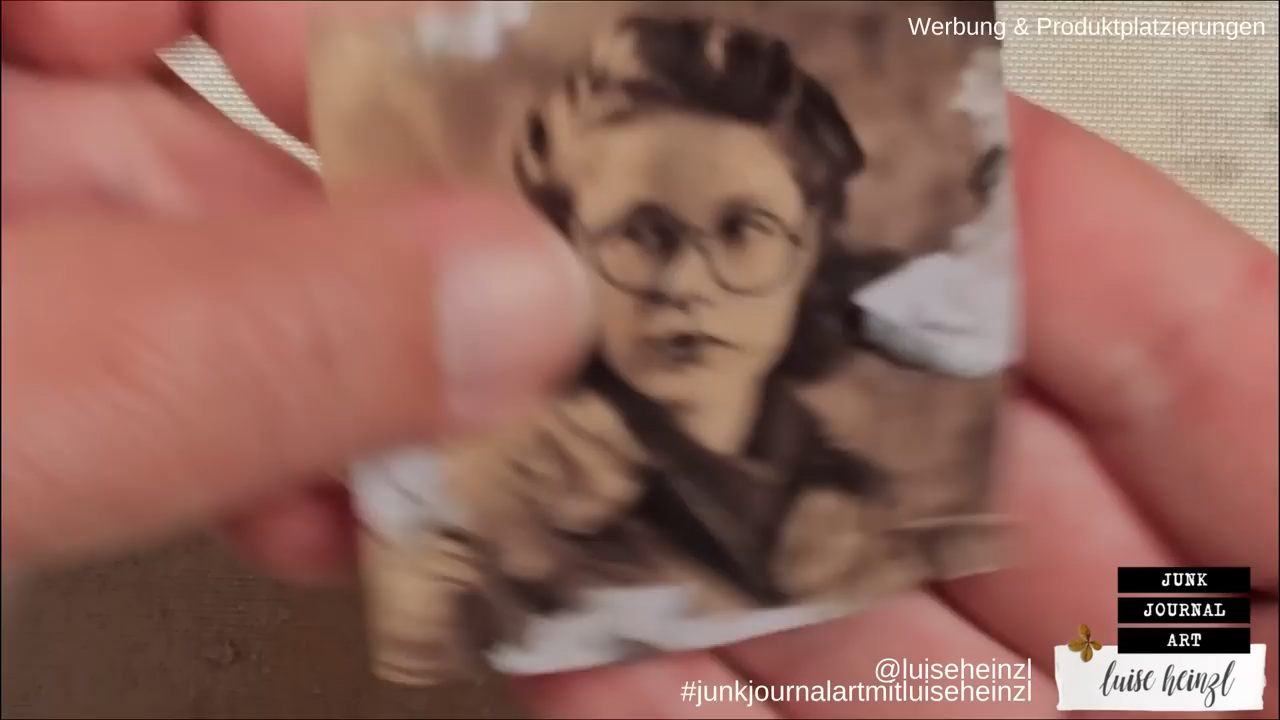 Werbung & Produktplatzierungen
JUNK
JOURNAL
ART
luise heinzl
@luiseheinzl
#junkjournalartmitluiseheinzl